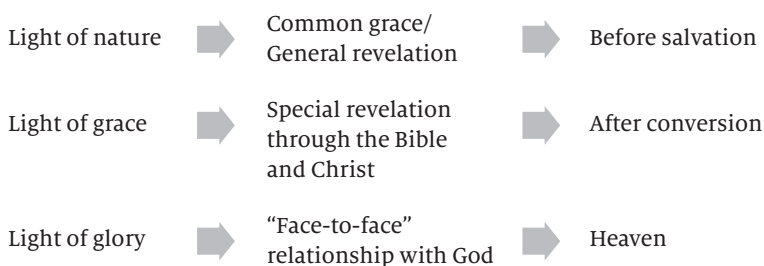 Light of nature
Common grace/
General revelation
Before salvation
Light of grace
Special revelation
through the Bible
and Christ
After conversion
Light of glory
“Face-to-face”
relationship with God
Heaven